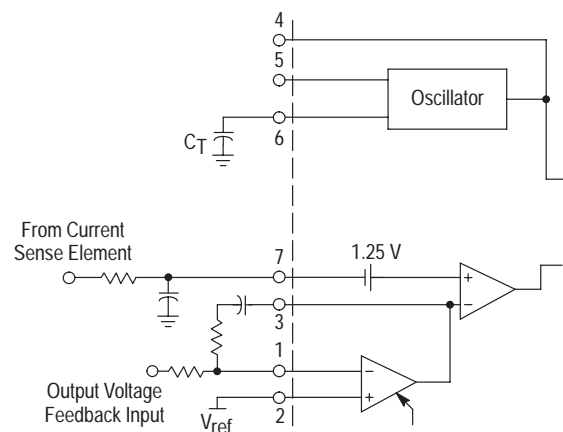 4
5
Oscillator
CT
6
From Current
Sense Element
7
1.25 V
+
−
3
1
−
+
Output Voltage
Feedback Input
Vref
2